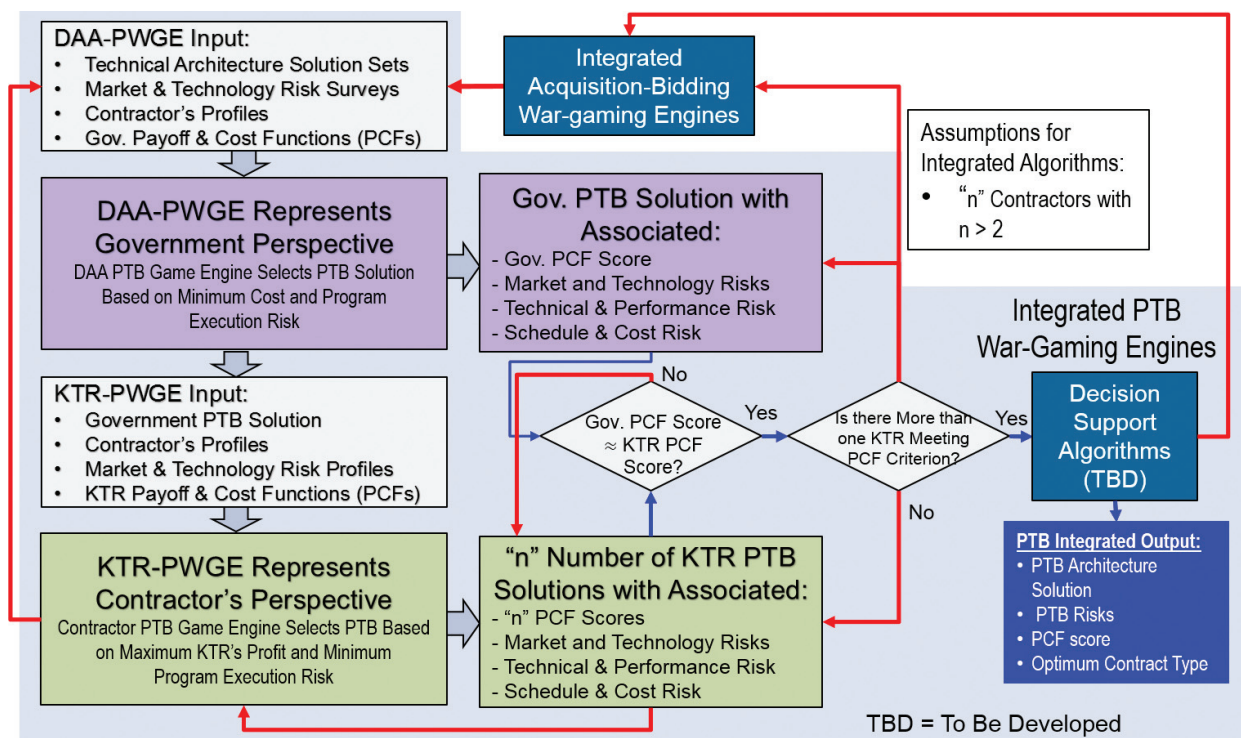 DAA-PWGE Input:
• Technical Architecture Solution Sets
• Market & Technology Risk Surveys
• Contractor's Profiles
• Gov. Payoff & Cost Functions (PCFs)
Integrated
Acquisition-Bidding
War-gaming Engines
Assumptions for
Integrated Algorithms:
• "n" Contractors with
n > 2
DAA-PWGE Represents
Government Perspective
DAA PTB Game Engine Selects PTB Solution
Based on Minimum Cost and Program
Execution Risk
Gov. PTB Solution with
Associated:
- Gov. PCF Score
- Market and Technology Risks
- Technical & Performance Risk
- Schedule & Cost Risk
Integrated PTB
War-Gaming Engines
KTR-PWGE Input:
• Government PTB Solution
• Contractor's Profiles
• Market & Technology Risk Profiles
• KTR Payoff & Cost Functions (PCFs)
No
Gov. PCF Score
≈ KTR PCF
Score?
Yes
Is there More than
one KTR Meeting
PCF Criterion?
Yes
No
Decision
Support
Algorithms
(TBD)
KTR-PWGE Represents
Contractor's Perspective
Contractor PTB Game Engine Selects PTB Based
on Maximum KTR's Profit and Minimum
Program Execution Risk
"n" Number of KTR PTB
Solutions with Associated:
- "n" PCF Scores
- Market and Technology Risks
- Technical & Performance Risk
- Schedule & Cost Risk
PTB Integrated Output:
• PTB Architecture
Solution
• PTB Risks
• PCF score
• Optimum Contract Type
TBD = To Be Developed